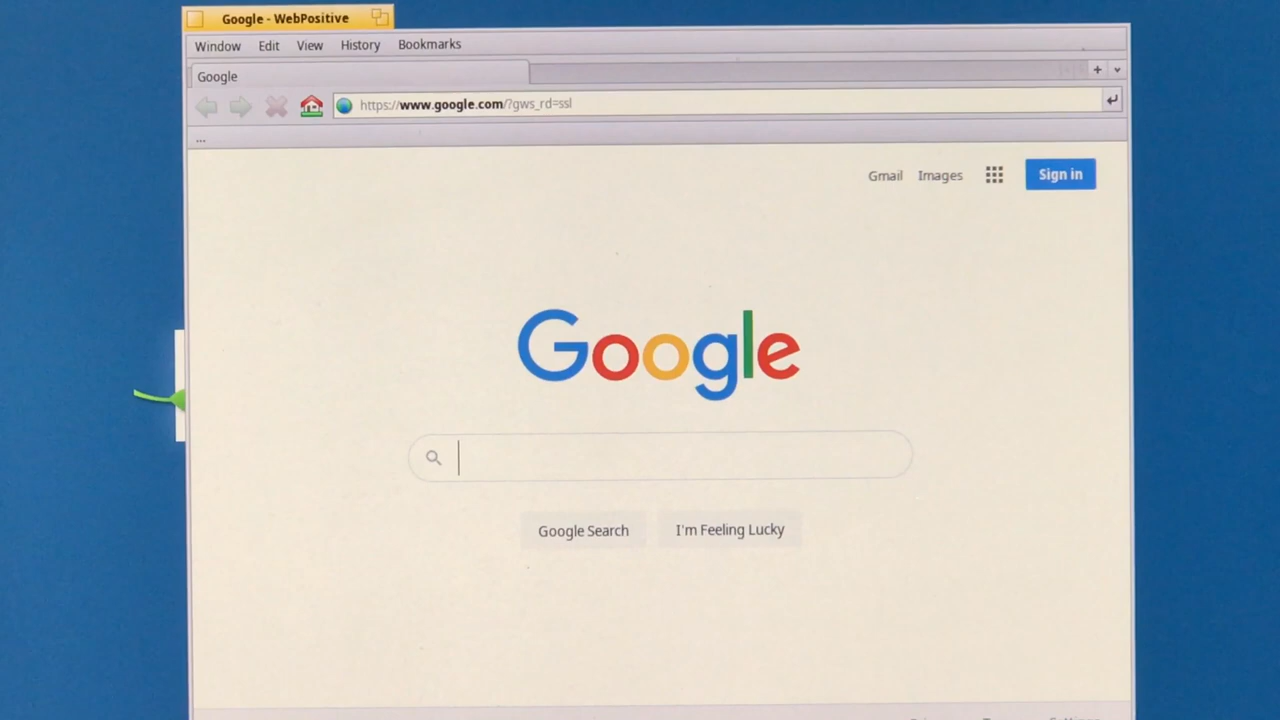 Google - WebPositive
Window Edit View History Bookmarks
Google
https://www.google.com/?gws_rd=ssl
...
Gmail Images Sign in
Google
Google Search I'm Feeling Lucky